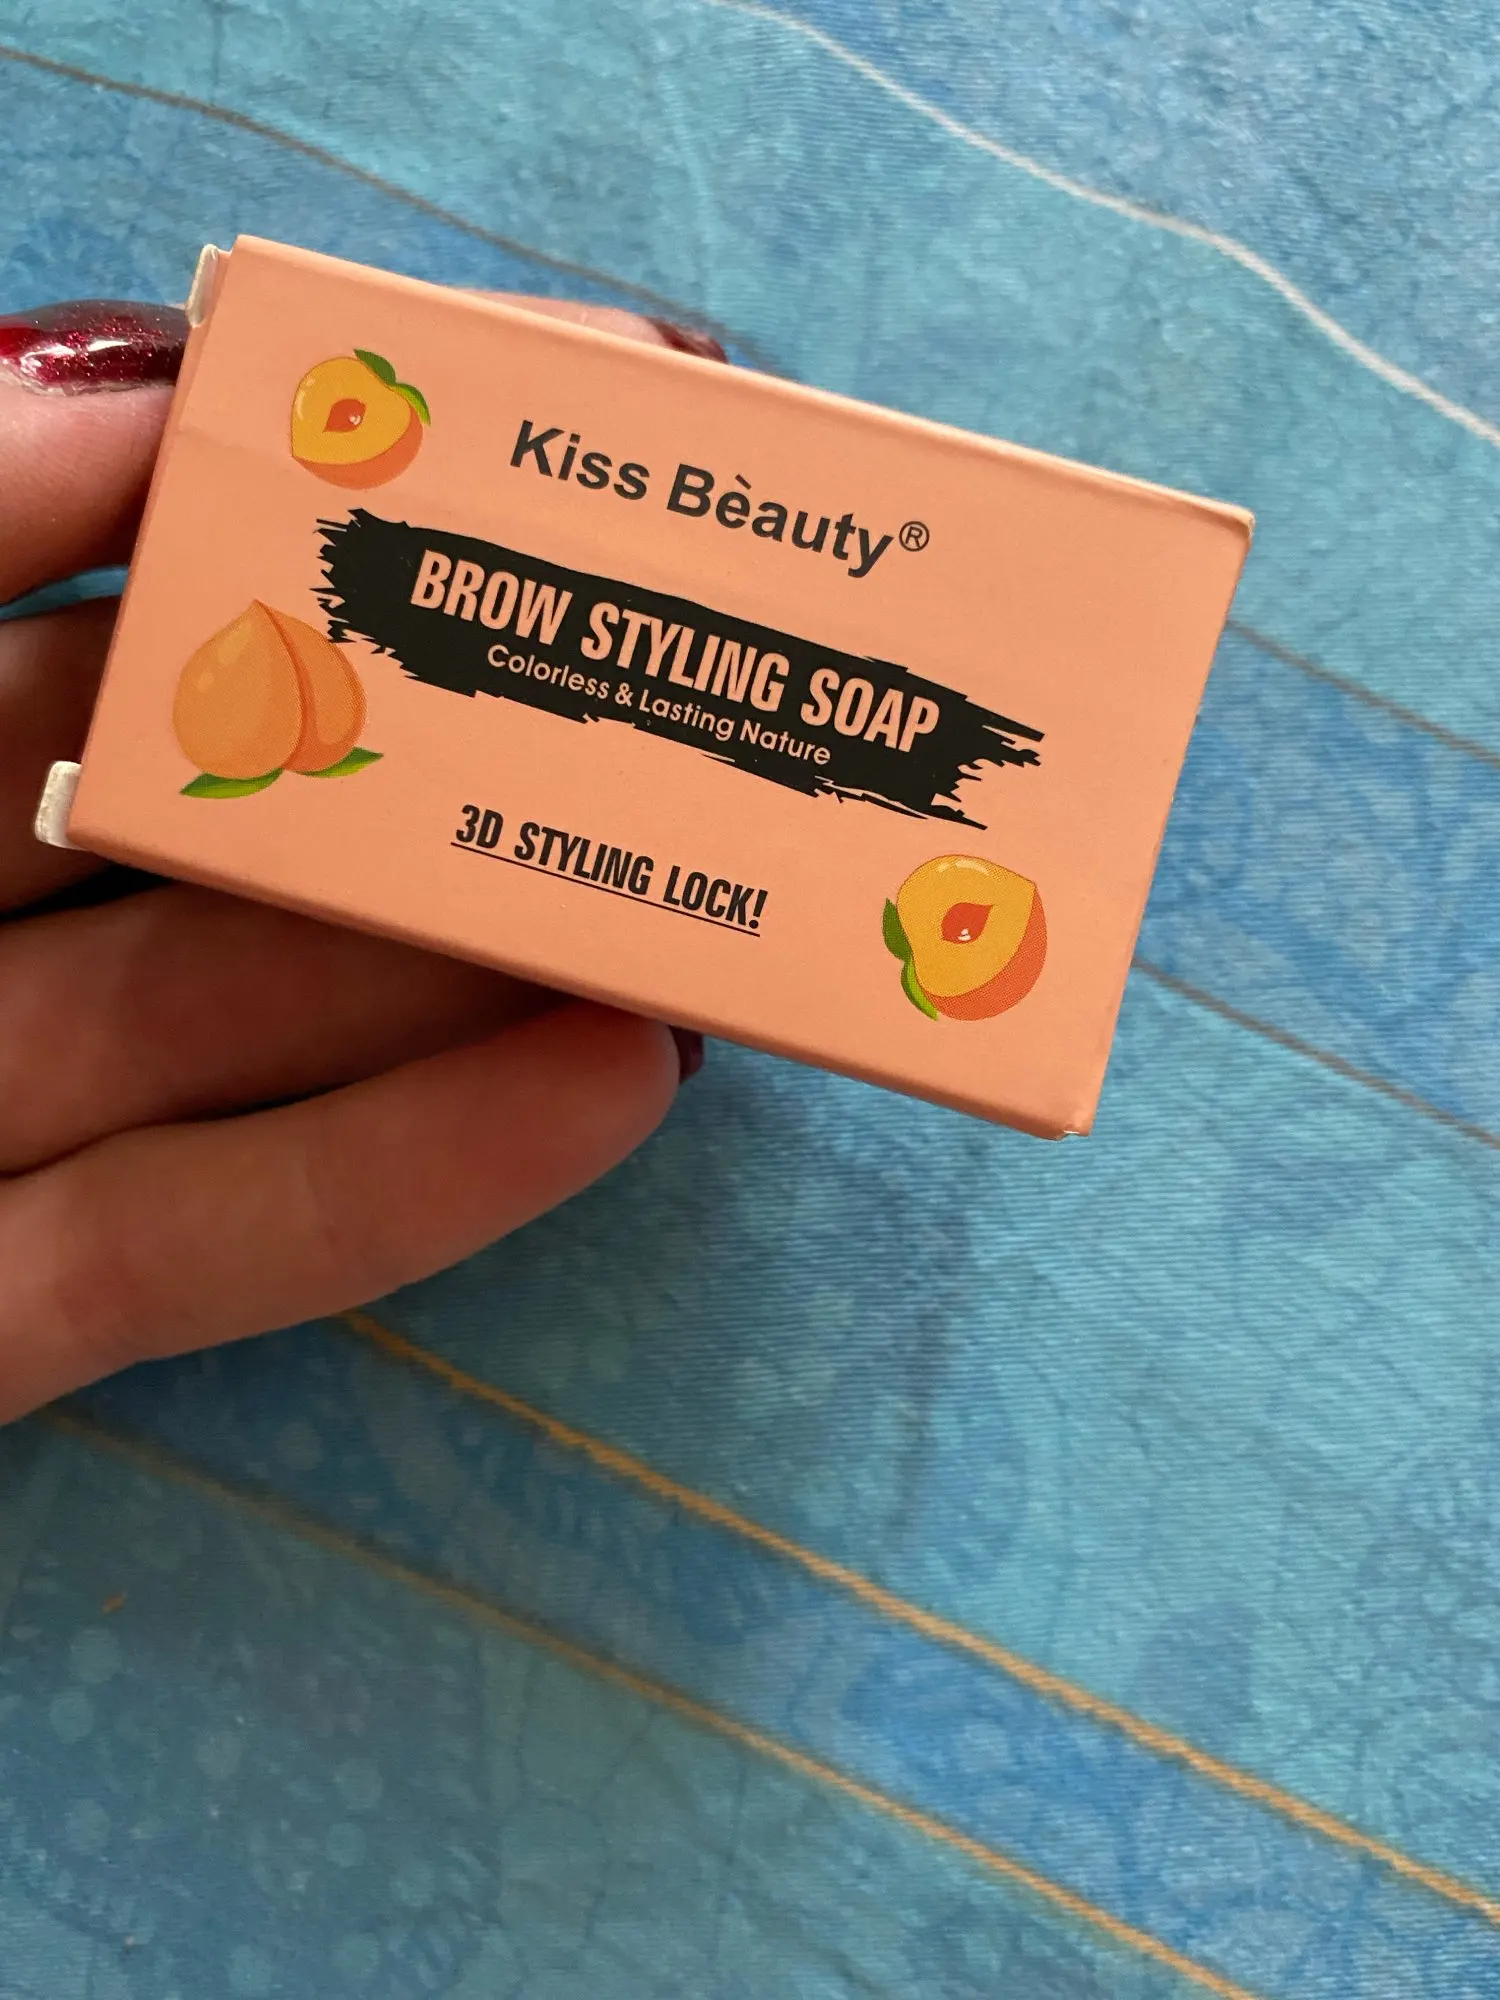 Kiss Bèauty®
BROW STYLING SOAP
Colorless & Lasting Nature
3D STYLING LOCK!